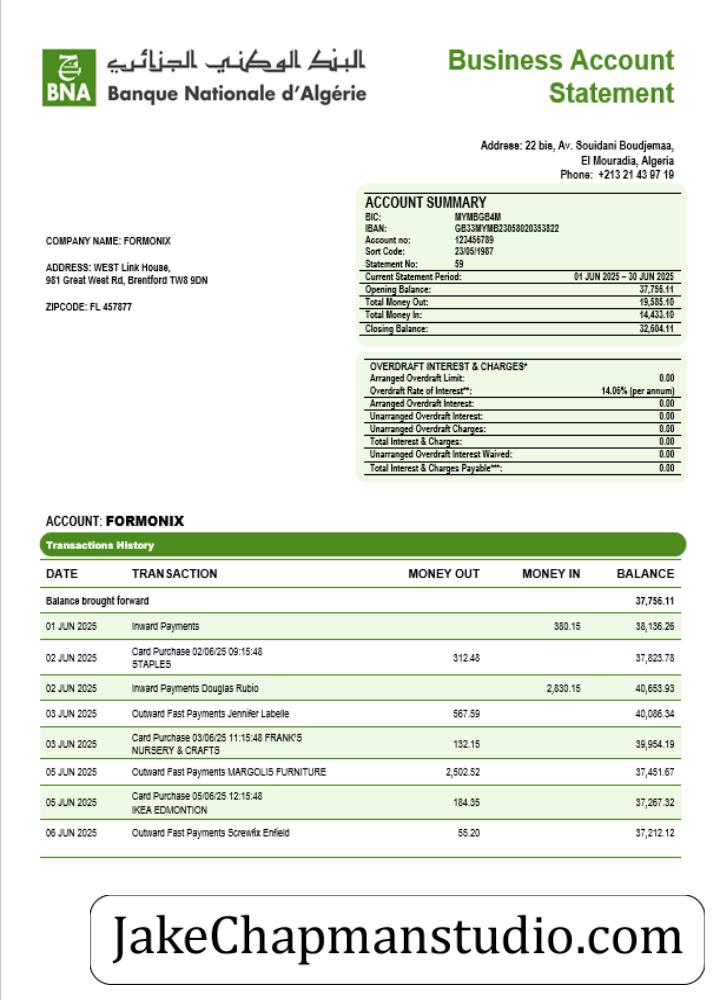 البنك الوطني الجزائري
BNA Banque Nationale d'Algérie
Business Account
Statement
Address: 22 bis, Av. Souidani Boudjemaa,
El Mouradia, Algeria
Phone: +213 21 43 97 19
COMPANY NAME: FORMONIX
ADDRESS: WEST Link House,
981 Great West Rd, Brentford TW8 9DN
ZIPCODE: FL 457877
ACCOUNT SUMMARY
BIC: MYMBGB4M
IBAN: GB33MYMB23058020353822
Account no: 123456789
Sort Code: 23/05/1987
Statement No: 59
Current Statement Period: 01 JUN 2025 – 30 JUN 2025
Opening Balance: 37,756.11
Total Money Out: 19,585.10
Total Money In: 14,433.10
Closing Balance: 32,604.11
OVERDRAFT INTEREST & CHARGES*
Arranged Overdraft Limit: 0.00
Overdraft Rate of Interest**: 14.06% (per annum)
Arranged Overdraft Interest: 0.00
Unarranged Overdraft Interest: 0.00
Unarranged Overdraft Charges: 0.00
Total Interest & Charges: 0.00
Unarranged Overdraft Interest Waived: 0.00
Total Interest & Charges Payable***: 0.00
ACCOUNT: FORMONIX
Transactions History
DATE TRANSACTION MONEY OUT MONEY IN BALANCE
Balance brought forward 37,756.11
01 JUN 2025 Inward Payments 380.15 38,136.26
02 JUN 2025 Card Purchase 02/06/25 09:15:48 312.48 37,823.78
STAPLES
02 JUN 2025 Inward Payments Douglas Rubio 2,830.15 40,653.93
03 JUN 2025 Outward Fast Payments Jennifer Labelle 567.59 40,086.34
03 JUN 2025 Card Purchase 03/06/25 11:15:48 FRANK'S 132.15 39,954.19
NURSERY & CRAFTS
05 JUN 2025 Outward Fast Payments MARGOLIS FURNITURE 2,502.52 37,451.67
05 JUN 2025 Card Purchase 05/06/25 12:15:48 184.35 37,267.32
IKEA EDMONTION
06 JUN 2025 Outward Fast Payments Screwfix Enfield 55.20 37,212.12
JakeChapmanstudio.com